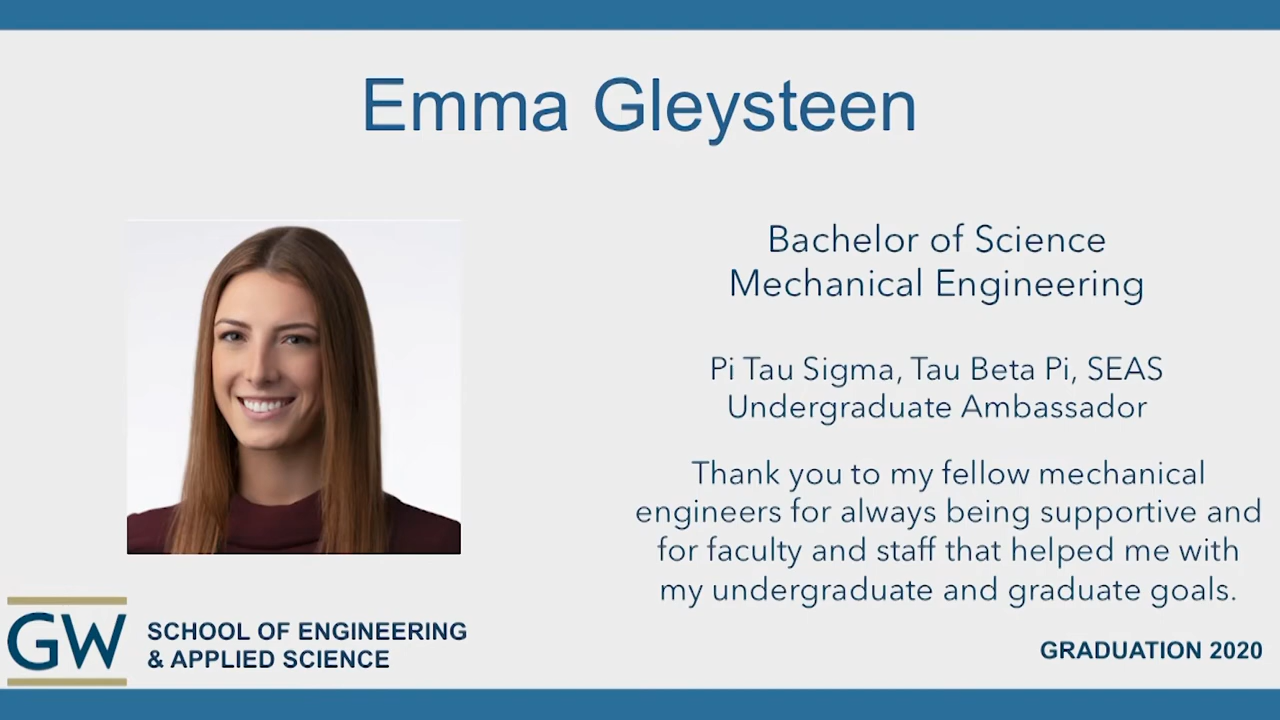 Emma Gleysteen
Bachelor of Science
Mechanical Engineering
Pi Tau Sigma, Tau Beta Pi, SEAS
Undergraduate Ambassador
Thank you to my fellow mechanical
engineers for always being supportive and
for faculty and staff that helped me with
my undergraduate and graduate goals.
GW
SCHOOL OF ENGINEERING
& APPLIED SCIENCE
GRADUATION 2020